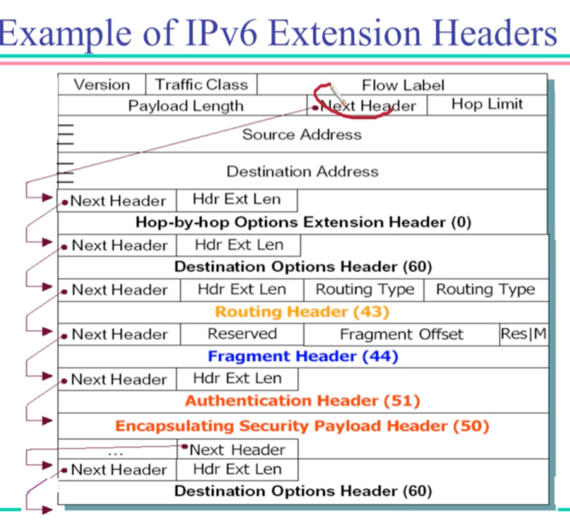 Example of IPv6 Extension Headers
Version Traffic Class Flow Label
Payload Length Next Header Hop Limit
Source Address
Destination Address
Next Header Hdr Ext Len
Hop-by-hop Options Extension Header (0)
Next Header Hdr Ext Len
Destination Options Header (60)
Next Header Hdr Ext Len Routing Type Routing Type
Routing Header (43)
Next Header Reserved Fragment Offset Res|M
Fragment Header (44)
Next Header Hdr Ext Len
Authentication Header (51)
Encapsulating Security Payload Header (50)
... Next Header
Next Header Hdr Ext Len
Destination Options Header (60)